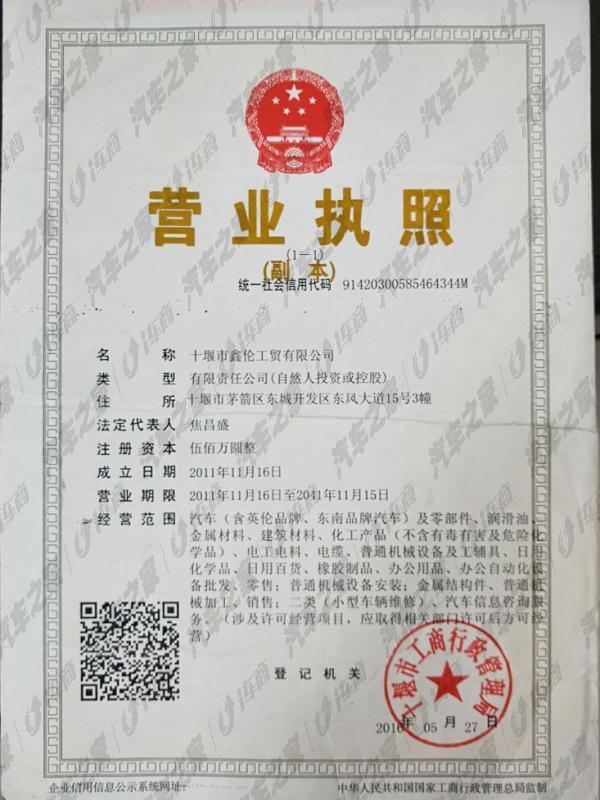 营业执照
(1-1)
(副 本)
统一社会信用代码 91420300585464344M
名 称 十堰市鑫伦工贸有限公司
类 型 有限责任公司(自然人投资或控股)
住 所 十堰市茅箭区东城开发区东风大道15号3幢
法定代表人 焦昌盛
注册资本 伍佰万圆整
成立日期 2011年11月16日
营业期限 2011年11月16日至2041年11月15日
经营范围 汽车（含英伦品牌、东南品牌汽车）及零部件、润滑油、
金属材料、建筑材料、化工产品（不含有毒有害及危险化
学品）、电工电料、电缆、普通机械设备及工辅具、日用
化学品、日用百货、橡胶制品、办公用品、办公自动化设
备批发、零售；普通机械设备安装；金属结构件、普通机
械加工、销售；二类（小型车辆维修）、汽车信息咨询服
务。（涉及许可经营项目，应取得相关部门许可后方可经
营）
登记机关
十堰市工商行政管理局
2016年 05月 27日
企业信用信息公示系统网址：
中华人民共和国国家工商行政管理总局监制
汽车之家 | 1车商